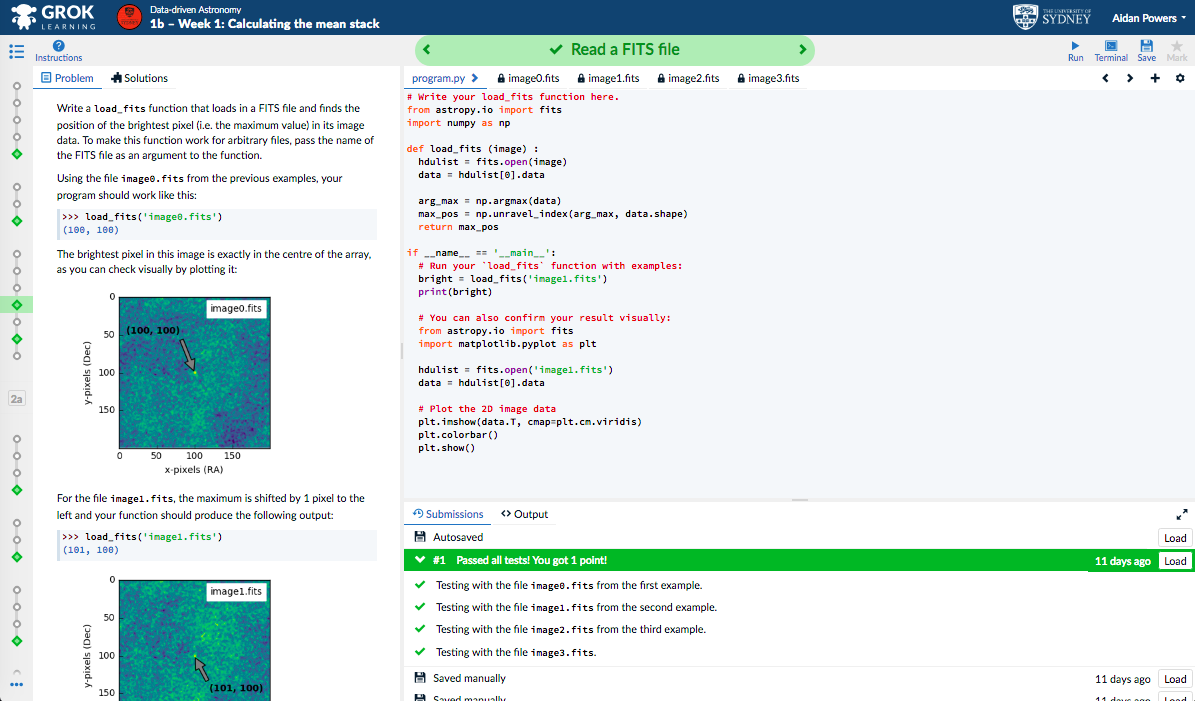 GROK
LEARNING
Data-driven Astronomy
1b – Week 1: Calculating the mean stack
THE UNIVERSITY OF
SYDNEY
Aidan Powers
Instructions
Read a FITS file
Run
Terminal
Save
Mark
Problem
Solutions
Write a load_fits function that loads in a FITS file and finds the
position of the brightest pixel (i.e. the maximum value) in its image
data. To make this function work for arbitrary files, pass the name of
the FITS file as an argument to the function.
Using the file image0.fits from the previous examples, your
program should work like this:
>>> load_fits('image0.fits')
(100, 100)
The brightest pixel in this image is exactly in the centre of the array,
as you can check visually by plotting it:
0
50
100
150
y-pixels (Dec)
image0.fits
(100, 100)
0 50 100 150
x-pixels (RA)
For the file image1.fits, the maximum is shifted by 1 pixel to the
left and your function should produce the following output:
>>> load_fits('image1.fits')
(101, 100)
0
50
100
150
y-pixels (Dec)
image1.fits
(101, 100)
2a
program.py
image0.fits
image1.fits
image2.fits
image3.fits
# Write your load_fits function here.
from astropy.io import fits
import numpy as np
def load_fits (image) :
hdulist = fits.open(image)
data = hdulist[0].data
arg_max = np.argmax(data)
max_pos = np.unravel_index(arg_max, data.shape)
return max_pos
if __name__ == '__main__':
# Run your `load_fits` function with examples:
bright = load_fits('image1.fits')
print(bright)
# You can also confirm your result visually:
from astropy.io import fits
import matplotlib.pyplot as plt
hdulist = fits.open('image1.fits')
data = hdulist[0].data
# Plot the 2D image data
plt.imshow(data.T, cmap=plt.cm.viridis)
plt.colorbar()
plt.show()
Submissions
Output
Autosaved
Load
#1 Passed all tests! You got 1 point!
11 days ago
Load
Testing with the file image0.fits from the first example.
Testing with the file image1.fits from the second example.
Testing with the file image2.fits from the third example.
Testing with the file image3.fits.
Saved manually
11 days ago
Load
Saved manually
11 days ago
Load